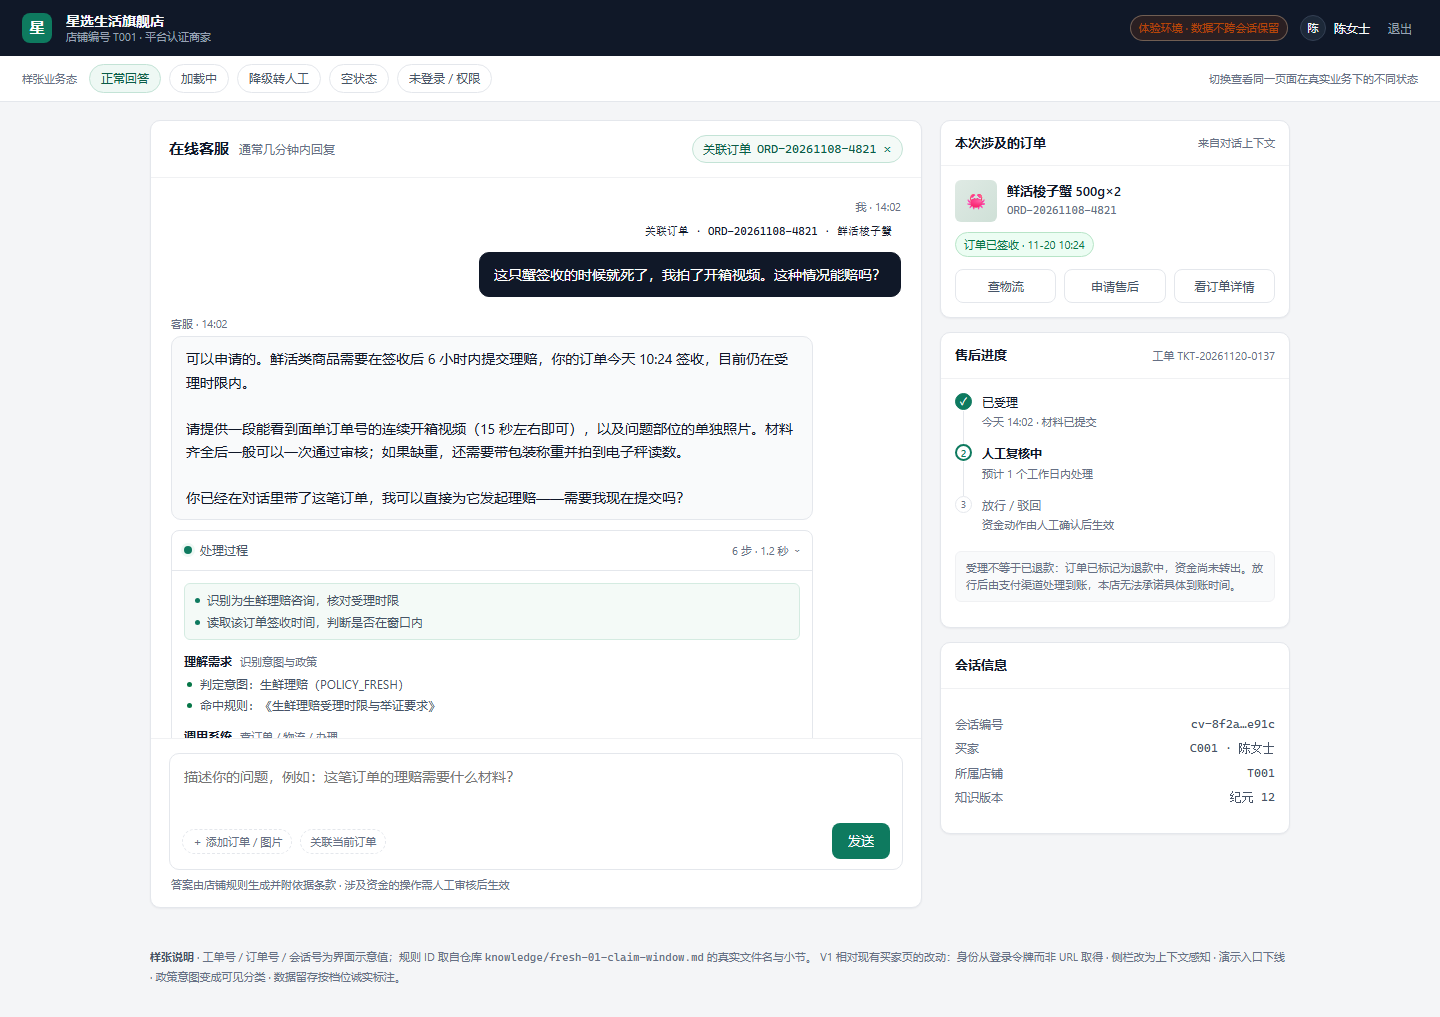 星
星选生活旗舰店
店铺编号 T001 · 平台认证商家
体验环境 · 数据不跨会话保留
陈
陈女士
退出
样张业务态
正常回答
加载中
降级转人工
空状态
未登录 / 权限
切换查看同一页面在真实业务下的不同状态
在线客服 通常几分钟内回复
关联订单 ORD-20261108-4821 ×
我 · 14:02
关联订单 · ORD-20261108-4821 · 鲜活梭子蟹
这只蟹签收的时候就死了，我拍了开箱视频。这种情况能赔吗？
客服 · 14:02
可以申请的。鲜活类商品需要在签收后 6 小时内提交理赔，你的订单今天 10:24 签收，目前仍在受
理时限内。
请提供一段能看到面单订单号的连续开箱视频（15 秒左右即可），以及问题部位的单独照片。材料
齐全后一般可以一次通过审核；如果缺重，还需要带包装称重并拍到电子秤读数。
你已经在对话里带了这笔订单，我可以直接为它发起理赔——需要我现在提交吗？
处理过程
6 步 · 1.2 秒
识别为生鲜理赔咨询，核对受理时限
读取该订单签收时间，判断是否在窗口内
理解需求 识别意图与政策
判定意图：生鲜理赔（POLICY_FRESH）
命中规则：《生鲜理赔受理时限与举证要求》
调用系统 查订单 / 物流 / 办理
描述你的问题，例如：这笔订单的理赔需要什么材料？
+ 添加订单 / 图片
关联当前订单
发送
答案由店铺规则生成并附依据条款 · 涉及资金的操作需人工审核后生效
本次涉及的订单
来自对话上下文
鲜活梭子蟹 500g×2
ORD-20261108-4821
订单已签收 · 11-20 10:24
查物流
申请售后
看订单详情
售后进度
工单 TKT-20261120-0137
✓
已受理
今天 14:02 · 材料已提交
2
人工复核中
预计 1 个工作日内处理
3
放行 / 驳回
资金动作由人工确认后生效
受理不等于已退款：订单已标记为退款中，资金尚未转出。放
行后由支付渠道处理到账，本店无法承诺具体到账时间。
会话信息
会话编号
cv-8f2a…e91c
买家
C001 · 陈女士
所属店铺
T001
知识版本
纪元 12
样张说明 · 工单号 / 订单号 / 会话号为界面示意值；规则 ID 取自仓库 knowledge/fresh-01-claim-window.md 的真实文件名与小节。 V1 相对现有买家页的改动：身份从登录令牌而非 URL 取得 · 侧栏改为上下文感知 · 演示入口下线
· 政策意图变成可见分类 · 数据留存按档位诚实标注。